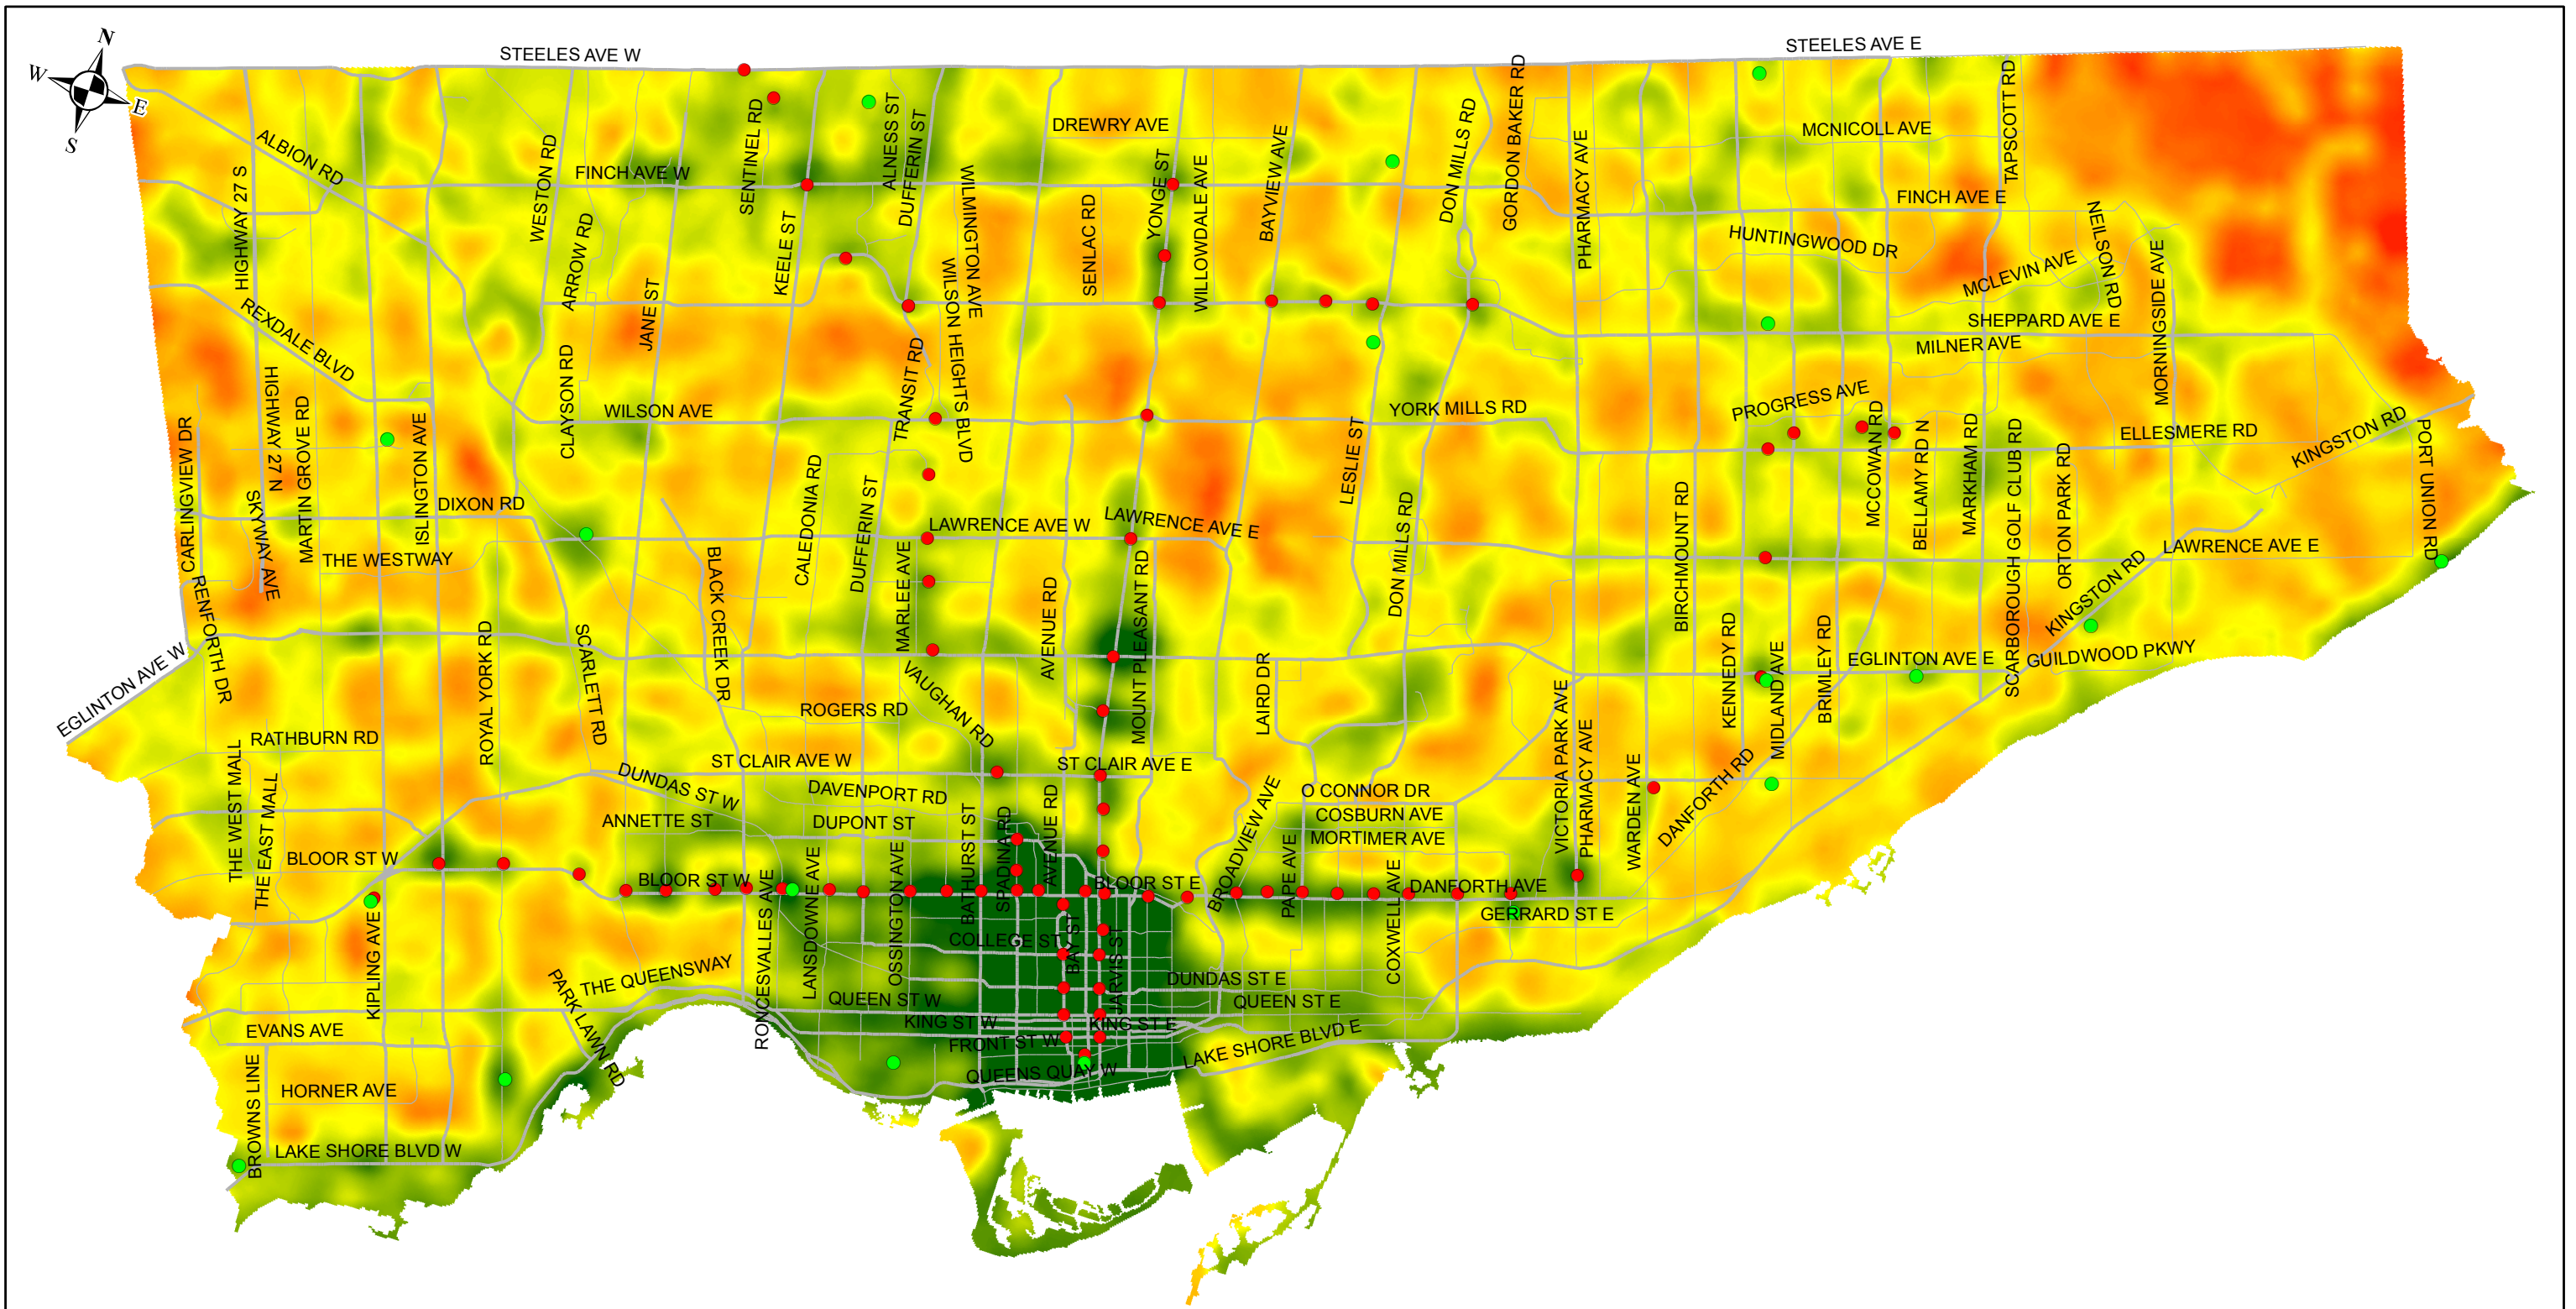 N
STEELES AVE W
STEELES AVE E
W
E
S
GORDON BAKER RD
TAPSCOTT RD
SENTINEL RD
ALNESS ST
DUFFERIN ST
DREWRY AVE
BAYVIEW AVE
DON MILLS RD
PHARMACY AVE
MCNICOLL AVE
ALBION RD
WESTON RD
FINCH AVE W
WILMINGTON AVE
YONGE ST
WILLOWDALE AVE
HIGHWAY 27 S
ARROW RD
KEELE ST
SENLAC RD
FINCH AVE E
NEILSON RD
HUNTINGWOOD DR
MORNINGSIDE AVE
MCLEVIN AVE
JANE ST
WILSON HEIGHTS BLVD
SHEPPARD AVE E
REXDALE BLVD
CLAYSON RD
TRANSIT RD
MILNER AVE
HIGHWAY 27 N
MARTIN GROVE RD
ISLINGTON AVE
WILSON AVE
YORK MILLS RD
PROGRESS AVE
MCCOWAN RD
BELLAMY RD N
MARKHAM RD
SCARBOROUGH GOLF CLUB RD
ORTON PARK RD
ELLESMERE RD
KINGSTON RD
PORT UNION RD
CARLINGVIEW DR
SKYWAY AVE
DIXON RD
CALEDONIA RD
DUFFERIN ST
LESLIE ST
DON MILLS RD
BIRCHMOUNT RD
LAWRENCE AVE W
LAWRENCE AVE E
LAWRENCE AVE E
THE WESTWAY
BLACK CREEK DR
MARLEE AVE
AVENUE RD
MOUNT PLEASANT RD
KINGSTON RD
RENFORTH DR
EGLINTON AVE W
ROYAL YORK RD
SCARLETT RD
VAUGHAN RD
LAIRD DR
KENNEDY RD
MIDLAND AVE
BRIMLEY RD
EGLINTON AVE E
GUILDWOOD PKWY
ROGERS RD
VICTORIA PARK AVE
PHARMACY AVE
RATHBURN RD
THE WEST MALL
THE EAST MALL
ST CLAIR AVE W
ST CLAIR AVE E
DUNDAS ST W
DAVENPORT RD
O CONNOR DR
WARDEN AVE
DANFORTH RD
ANNETTE ST
DUPONT ST
BATHURST ST
SPADINA RD
AVENUE RD
BROADVIEW AVE
COSBURN AVE
MORTIMER AVE
PAPE AVE
COXWELL AVE
BLOOR ST W
BLOOR ST W
BLOOR ST E
DANFORTH AVE
GERRARD ST E
KIPLING AVE
RONCESVALLES AVE
LANSDOWNE AVE
OSSINGTON AVE
COLLEGE ST
BAY ST
JARVIS ST
THE QUEENSWAY
PARK LAWN RD
DUNDAS ST E
QUEEN ST W
QUEEN ST E
EVANS AVE
KING ST W
KING ST E
FRONT ST W
LAKE SHORE BLVD E
QUEENS QUAY W
BROWNS LINE
HORNER AVE
LAKE SHORE BLVD W